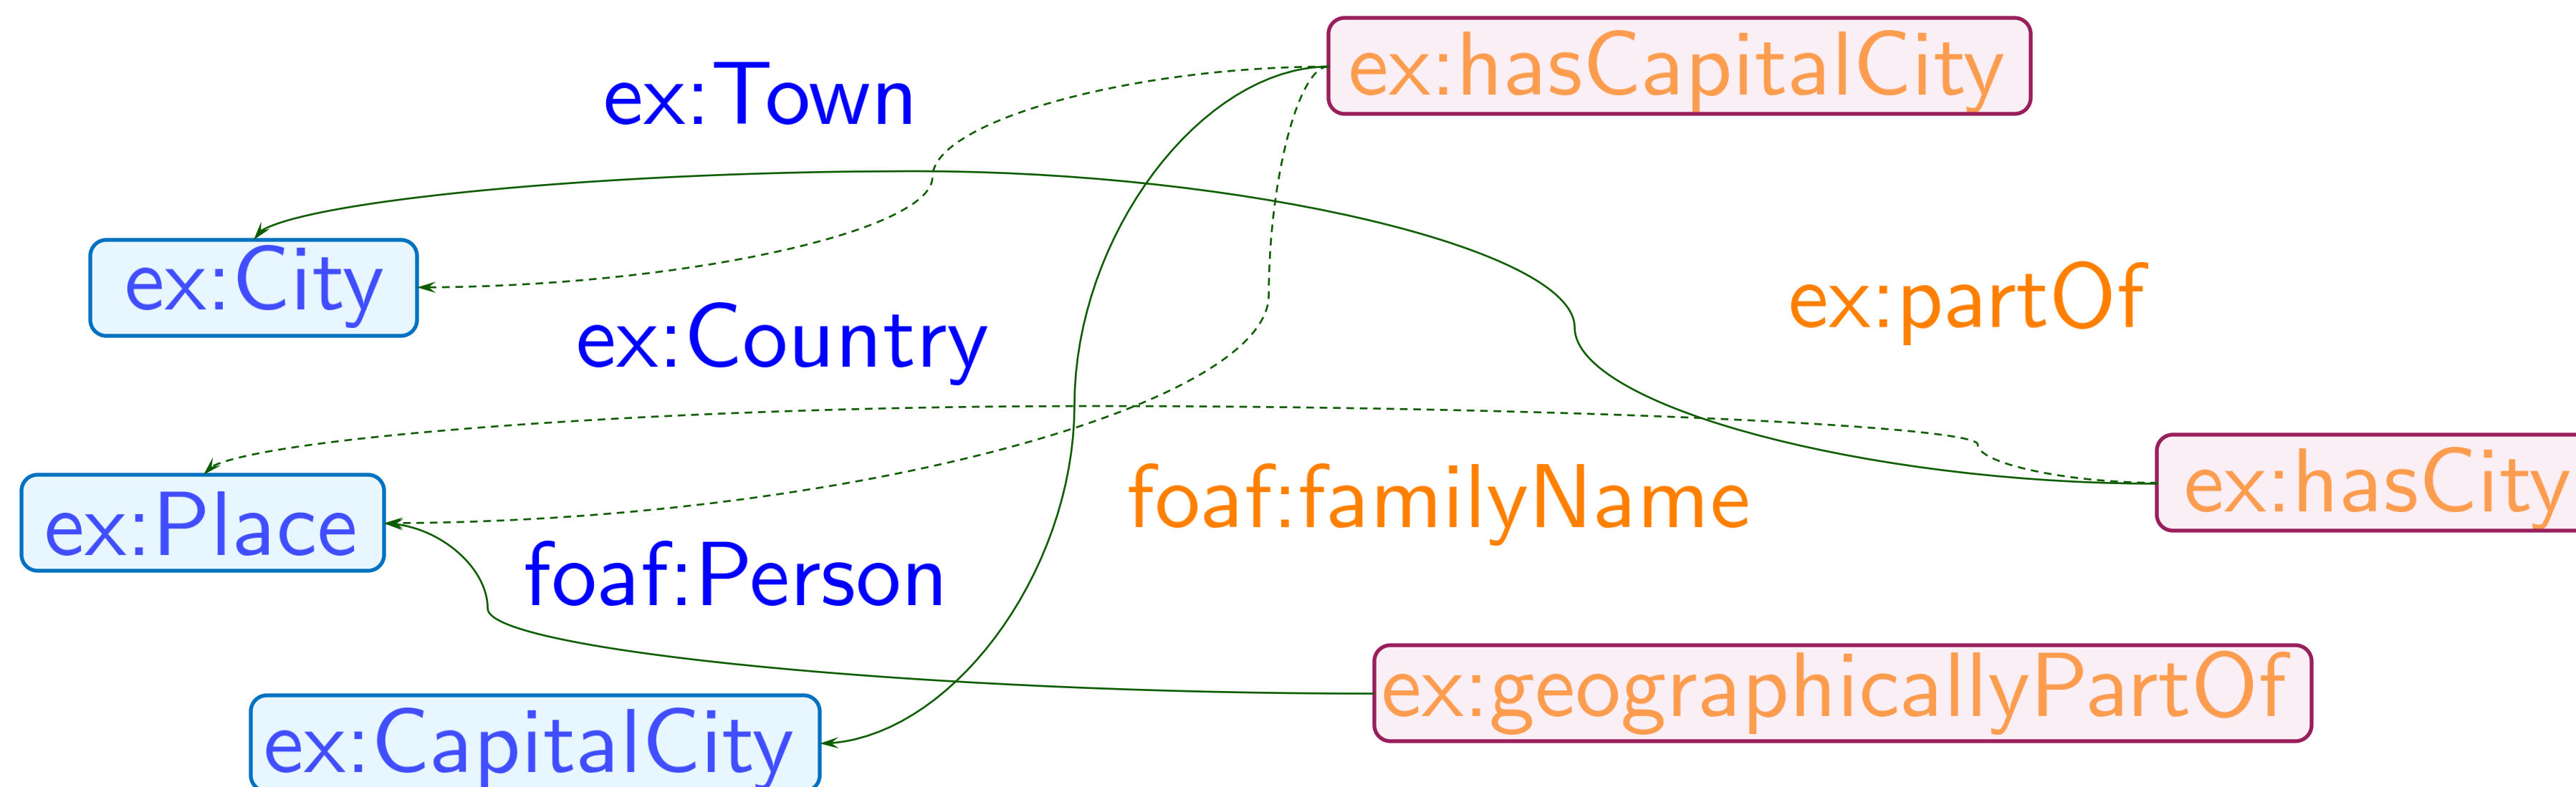 ex:hasCapitalCity
ex:Town
ex:City
ex:partOf
ex:Country
ex:hasCity
foaf:familyName
ex:Place
foaf:Person
ex:geographicallyPartOf
ex:CapitalCity